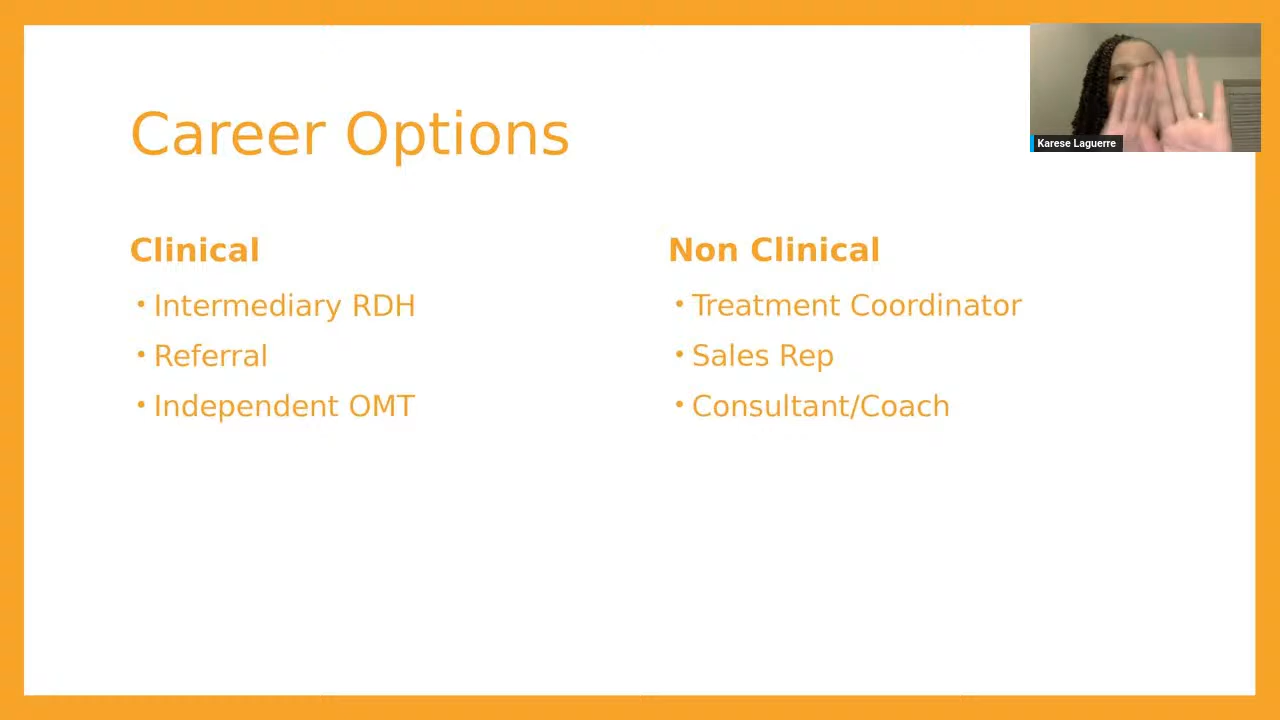 Career Options
Clinical
• Intermediary RDH
• Referral
• Independent OMT
Non Clinical
• Treatment Coordinator
• Sales Rep
• Consultant/Coach
Karese Laguerre